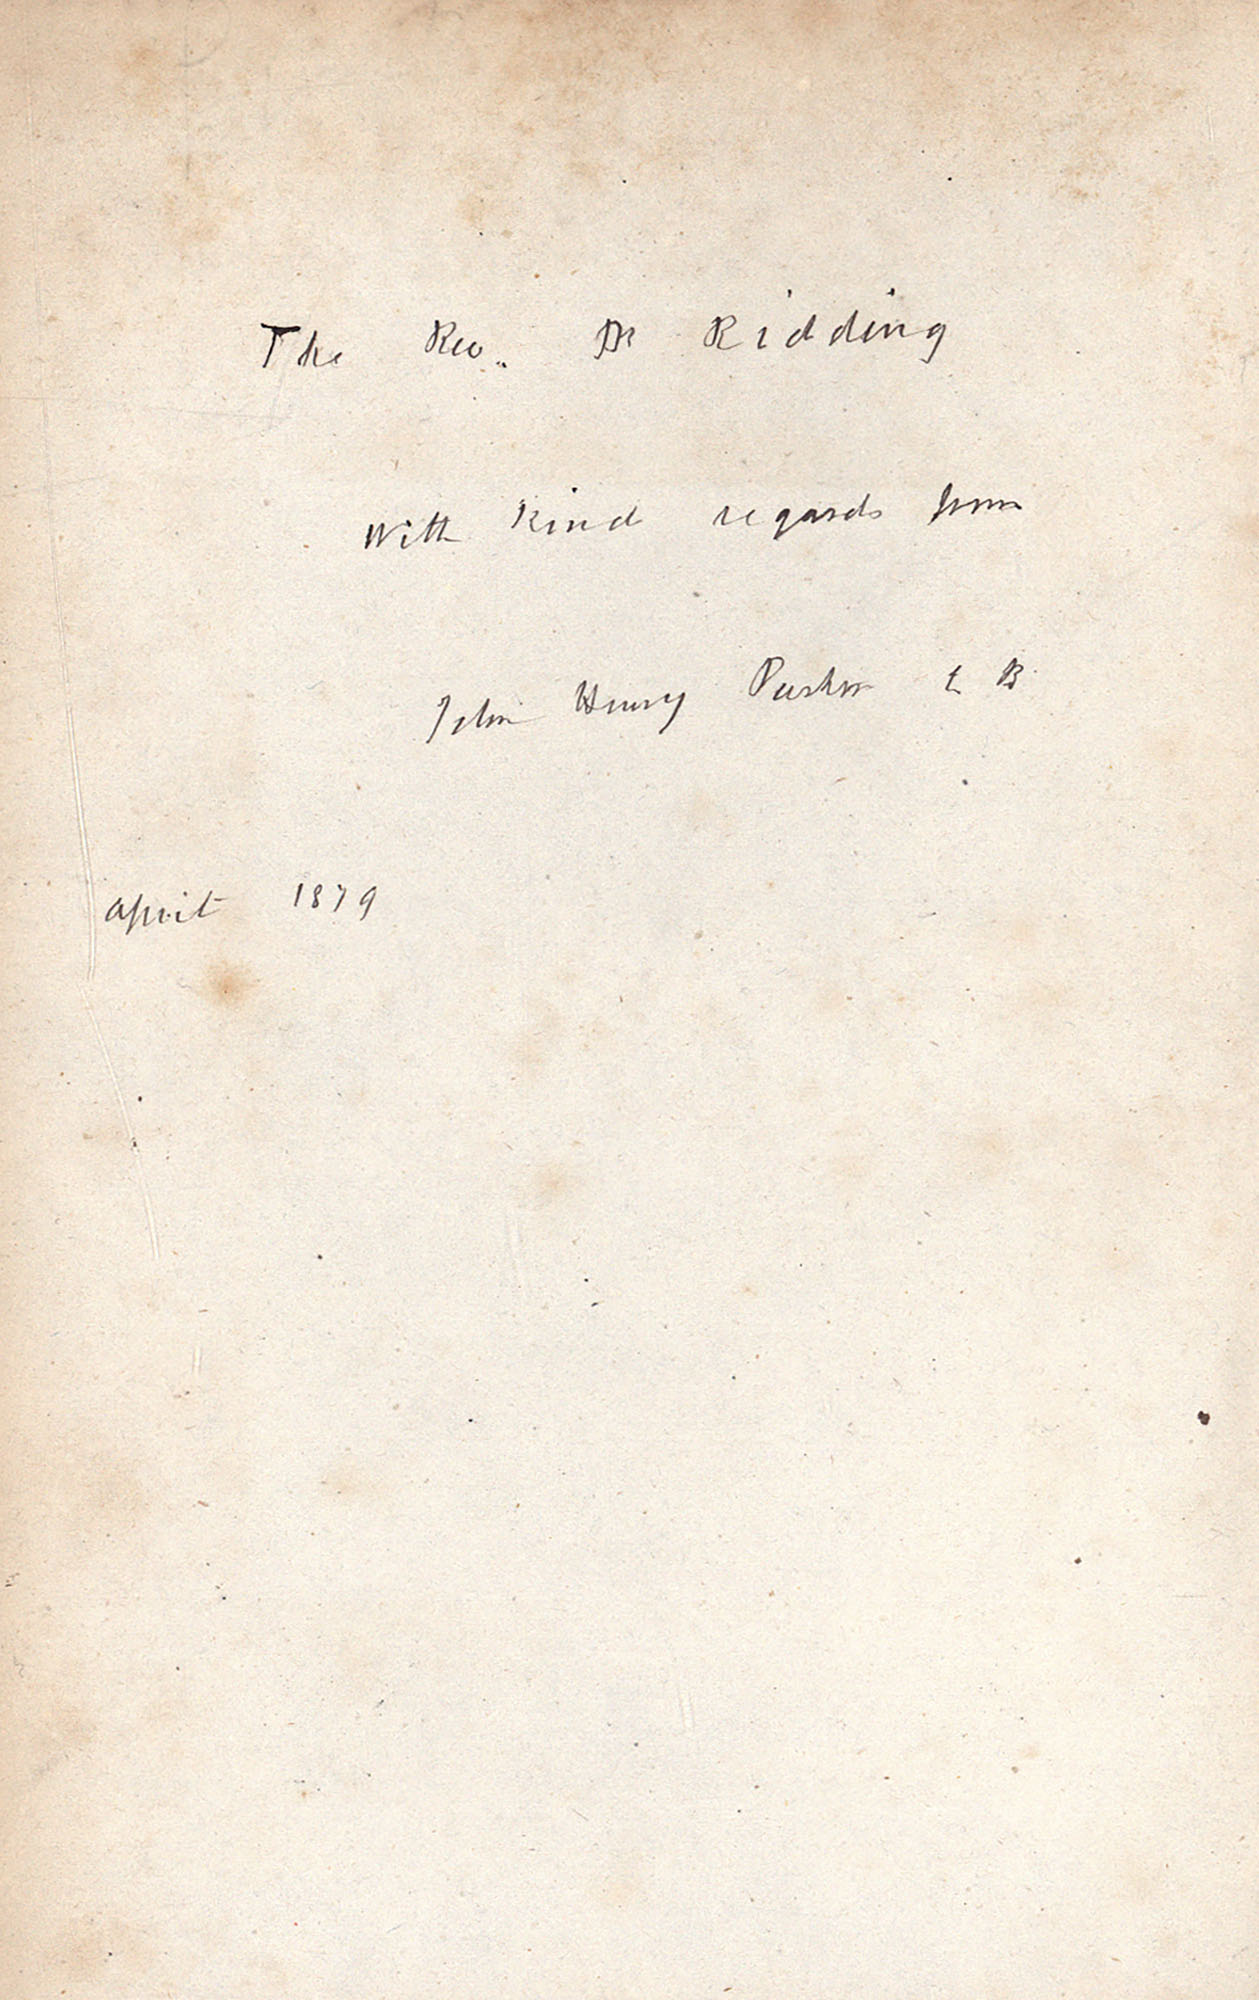 The Rev. Dr Ridding
With kind regards from
John Henry Parker C B
April 1879